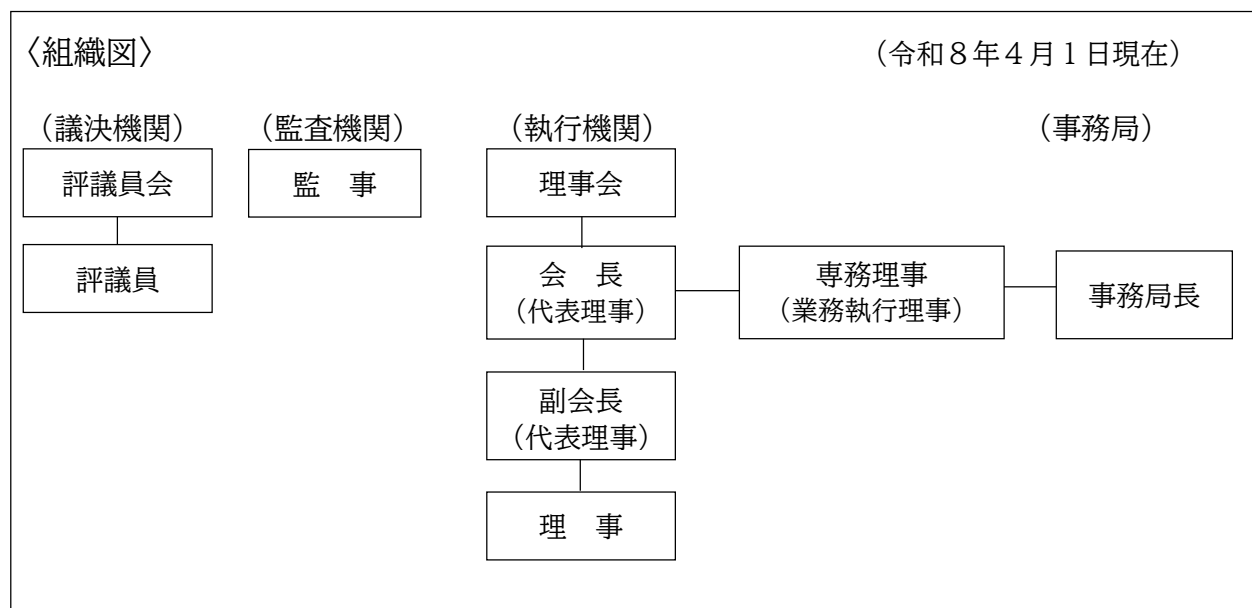 〈組織図〉
（令和８年４月１日現在）
（議決機関）
（監査機関）
（執行機関）
（事務局）
評議員会
監　事
理事会
評議員
会　長
（代表理事）
専務理事
（業務執行理事）
事務局長
副会長
（代表理事）
理　事